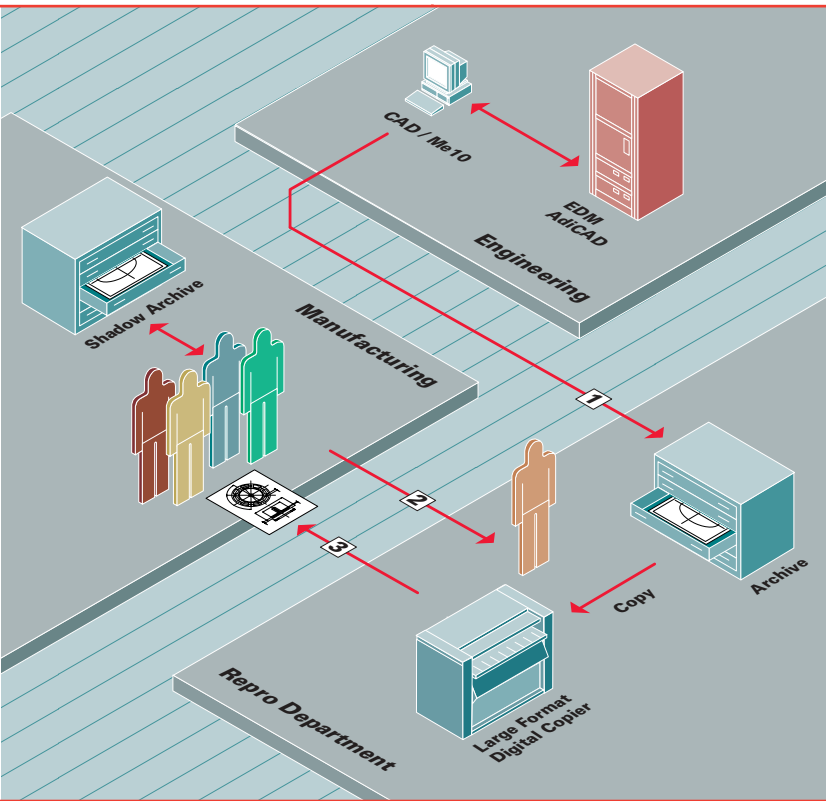 CAD / Me10
EDM
AdiCAD
Engineering
Shadow Archive
Manufacturing
1
2
3
Archive
Copy
Large Format
Digital Copier
Repro Department